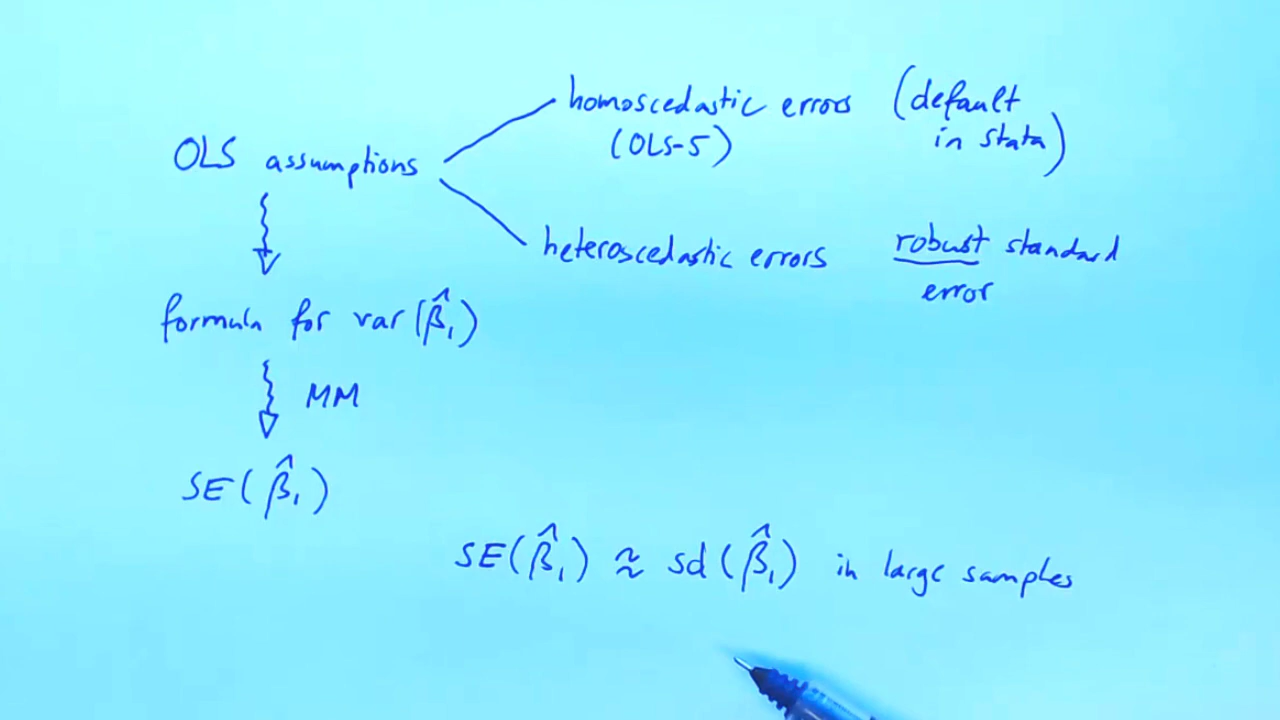 homoscedastic errors (default
(OLS-5) in stata)
OLS assumptions
heteroscedastic errors robust standard
error
formula for var(β̂₁)
MM
SE(β̂₁)
SE(β̂₁) ≈ sd(β̂₁) in large samples